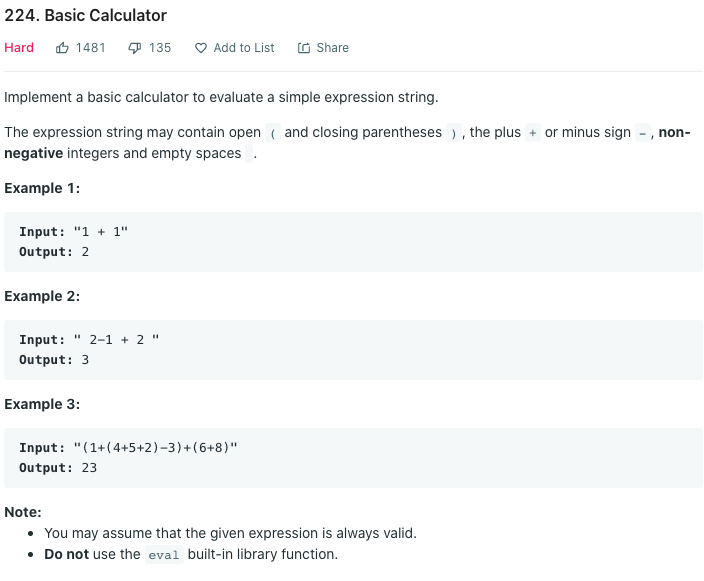 224. Basic Calculator
Hard 1481 135 Add to List Share
Implement a basic calculator to evaluate a simple expression string.
The expression string may contain open ( and closing parentheses ) , the plus + or minus sign - , non-
negative integers and empty spaces .
Example 1:
Input: "1 + 1"
Output: 2
Example 2:
Input: " 2-1 + 2 "
Output: 3
Example 3:
Input: "(1+(4+5+2)-3)+(6+8)"
Output: 23
Note:
• You may assume that the given expression is always valid.
• Do not use the eval built-in library function.